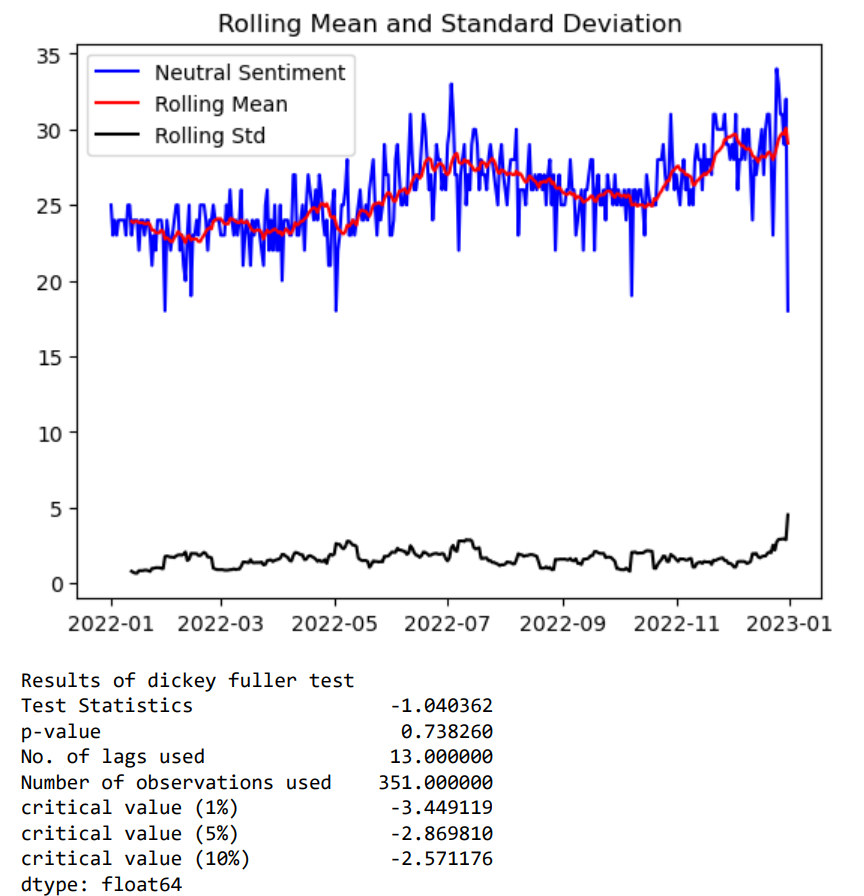 Rolling Mean and Standard Deviation
35
Neutral Sentiment
Rolling Mean
30
Rolling Std
25
20
15
10
5
0
2022-01 2022-03 2022-05 2022-07 2022-09 2022-11 2023-01
Results of dickey fuller test
Test Statistics -1.040362
p-value 0.738260
No. of lags used 13.000000
Number of observations used 351.000000
critical value (1%) -3.449119
critical value (5%) -2.869810
critical value (10%) -2.571176
dtype: float64